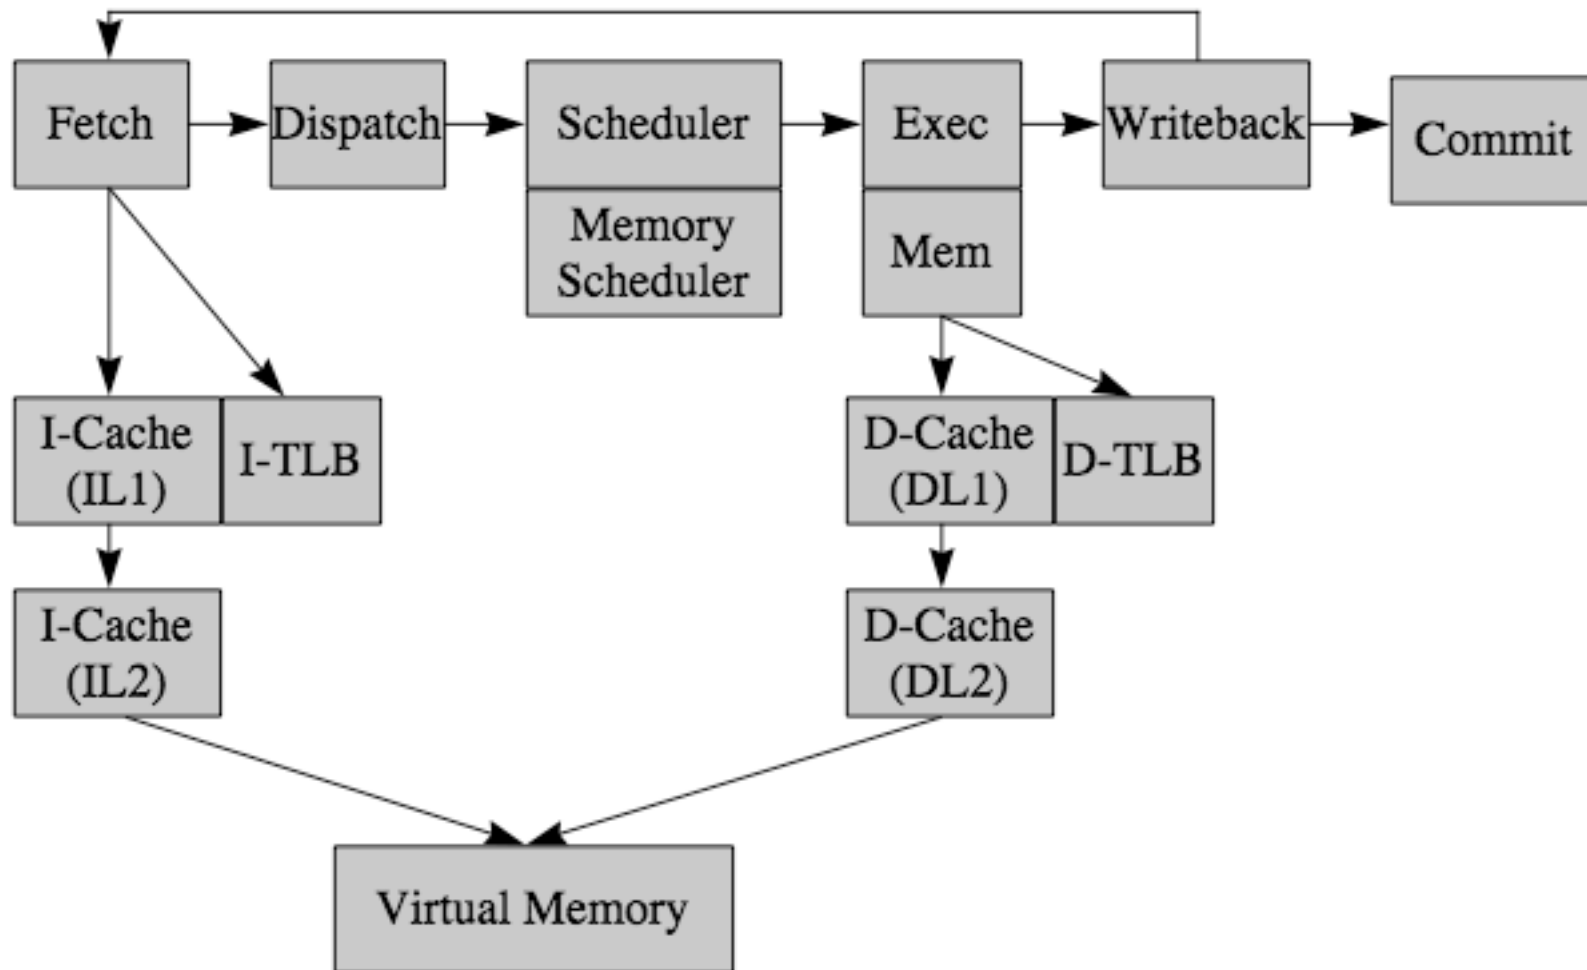 Fetch
Dispatch
Scheduler
Exec
Writeback
Commit
Memory
Scheduler
Mem
I-Cache
(IL1)
I-TLB
D-Cache
(DL1)
D-TLB
I-Cache
(IL2)
D-Cache
(DL2)
Virtual Memory